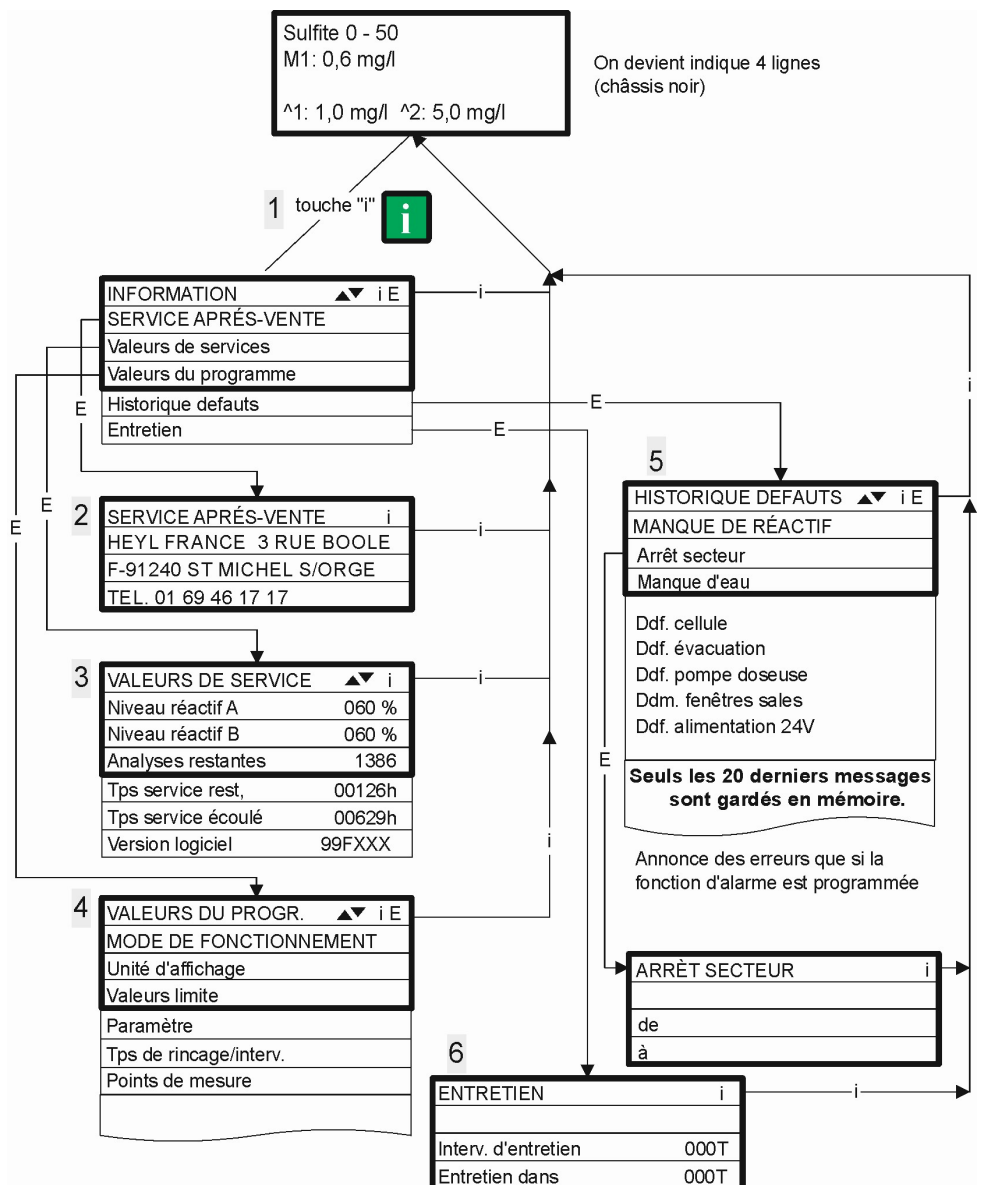 Sulfite 0 - 50
M1: 0,6 mg/l
^1: 1,0 mg/l ^2: 5,0 mg/l
On devient indique 4 lignes
(châssis noir)
1 touche "i"
i
INFORMATION ▲▼ i E
SERVICE APRÉS-VENTE
Valeurs de services
Valeurs du programme
Historique defauts
Entretien
i
E
E
E
E
E
i
2
SERVICE APRÉS-VENTE i
HEYL FRANCE 3 RUE BOOLE
F-91240 ST MICHEL S/ORGE
TEL. 01 69 46 17 17
i
3
VALEURS DE SERVICE ▲▼ i
Niveau réactif A 060 %
Niveau réactif B 060 %
Analyses restantes 1386
Tps service rest, 00126h
Tps service écoulé 00629h
Version logiciel 99FXXX
i
i
4
VALEURS DU PROGR. ▲▼ i E
MODE DE FONCTIONNEMENT
Unité d'affichage
Valeurs limite
Paramètre
Tps de rincage/interv.
Points de mesure
5
HISTORIQUE DEFAUTS ▲▼ i E
MANQUE DE RÉACTIF
Arrêt secteur
Manque d'eau
Ddf. cellule
Ddf. évacuation
Ddf. pompe doseuse
Ddm. fenêtres sales
Ddf. alimentation 24V
E
Seuls les 20 derniers messages
sont gardés en mémoire.
Annonce des erreurs que si la
fonction d'alarme est programmée
ARRÈT SECTEUR i
de
à
6
ENTRETIEN i
Interv. d'entretien 000T
Entretien dans 000T
i